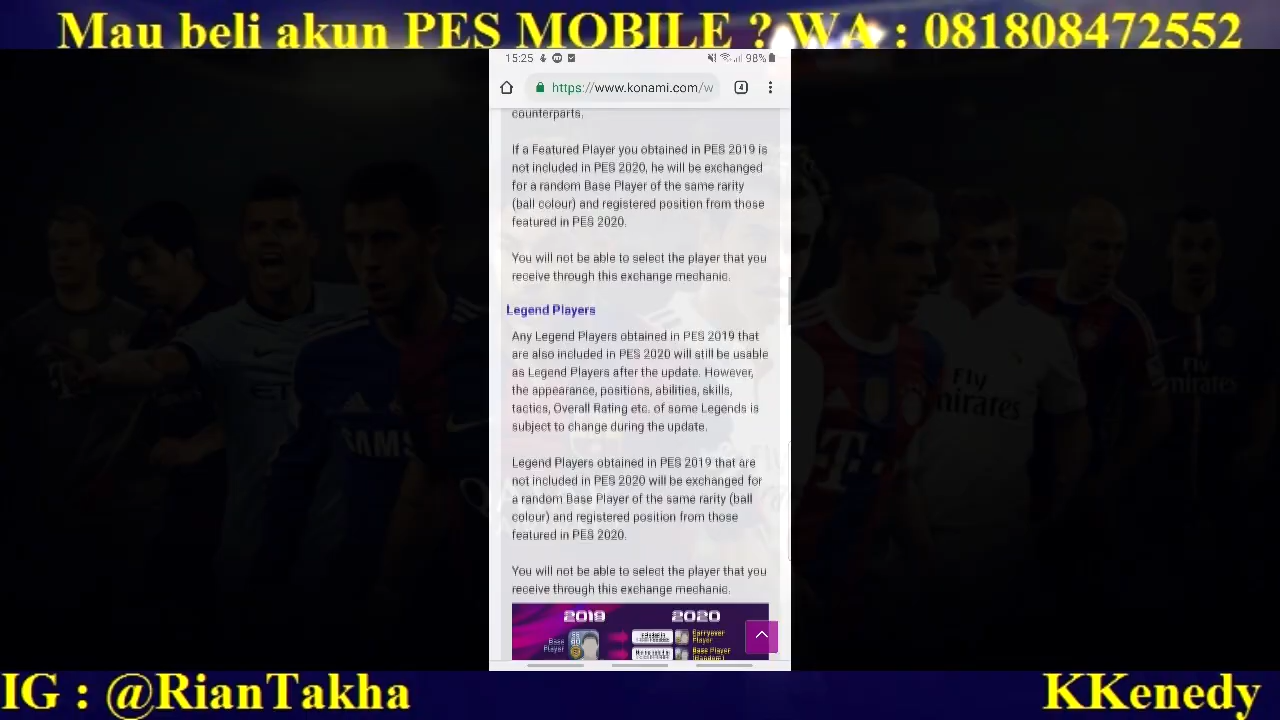 Mau beli akun PES MOBILE ? WA : 081808472552
15:25 98%
https://www.konami.com/w 4
counterparts.
If a Featured Player you obtained in PES 2019 is
not included in PES 2020, he will be exchanged
for a random Base Player of the same rarity
(ball colour) and registered position from those
featured in PES 2020.
You will not be able to select the player that you
receive through this exchange mechanic.
Legend Players
Any Legend Players obtained in PES 2019 that
are also included in PES 2020 will still be usable
as Legend Players after the update. However,
the appearance, positions, abilities, skills,
tactics, Overall Rating etc. of some Legends is
subject to change during the update.
Legend Players obtained in PES 2019 that are
not included in PES 2020 will be exchanged for
a random Base Player of the same rarity (ball
colour) and registered position from those
featured in PES 2020.
You will not be able to select the player that you
receive through this exchange mechanic.
2019 2020
Base
Player
Carryover
Player
Base Player
(Random)
Fly
Emirates
SAMS
IG : @RianTakha
KKenedy